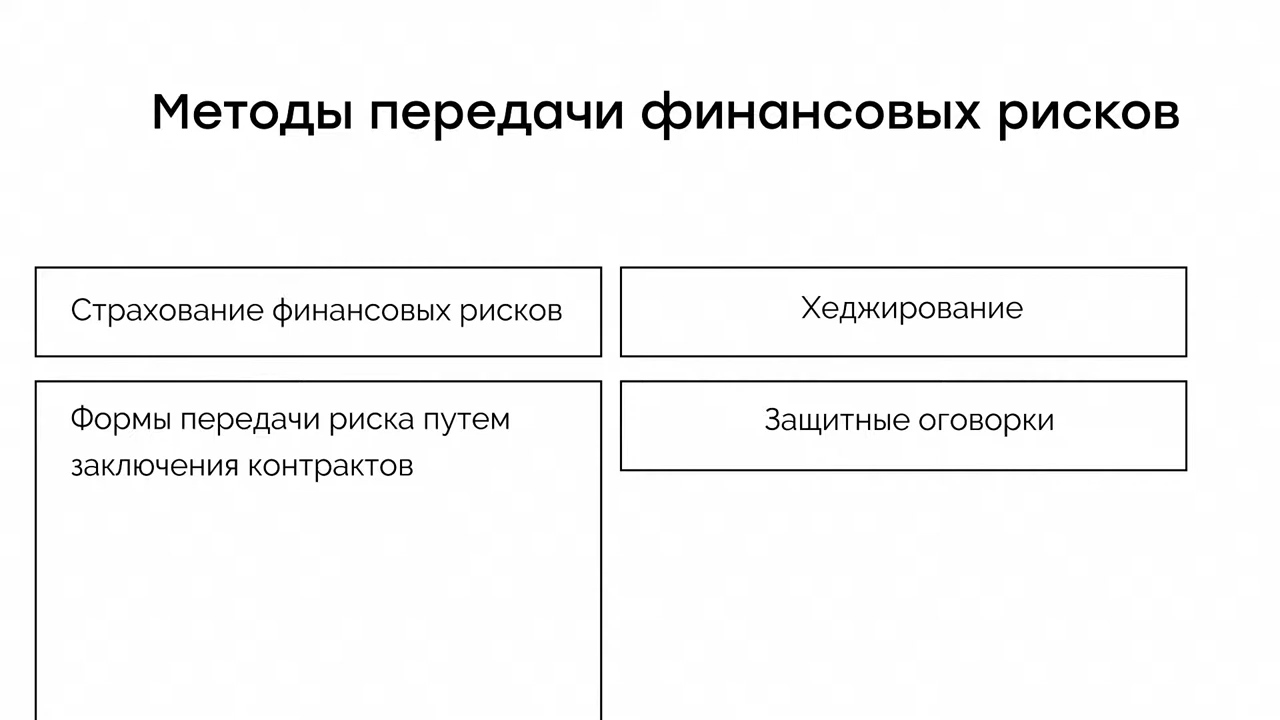 Методы передачи финансовых рисков
Страхование финансовых рисков
Хеджирование
Формы передачи риска путем
заключения контрактов
Защитные оговорки